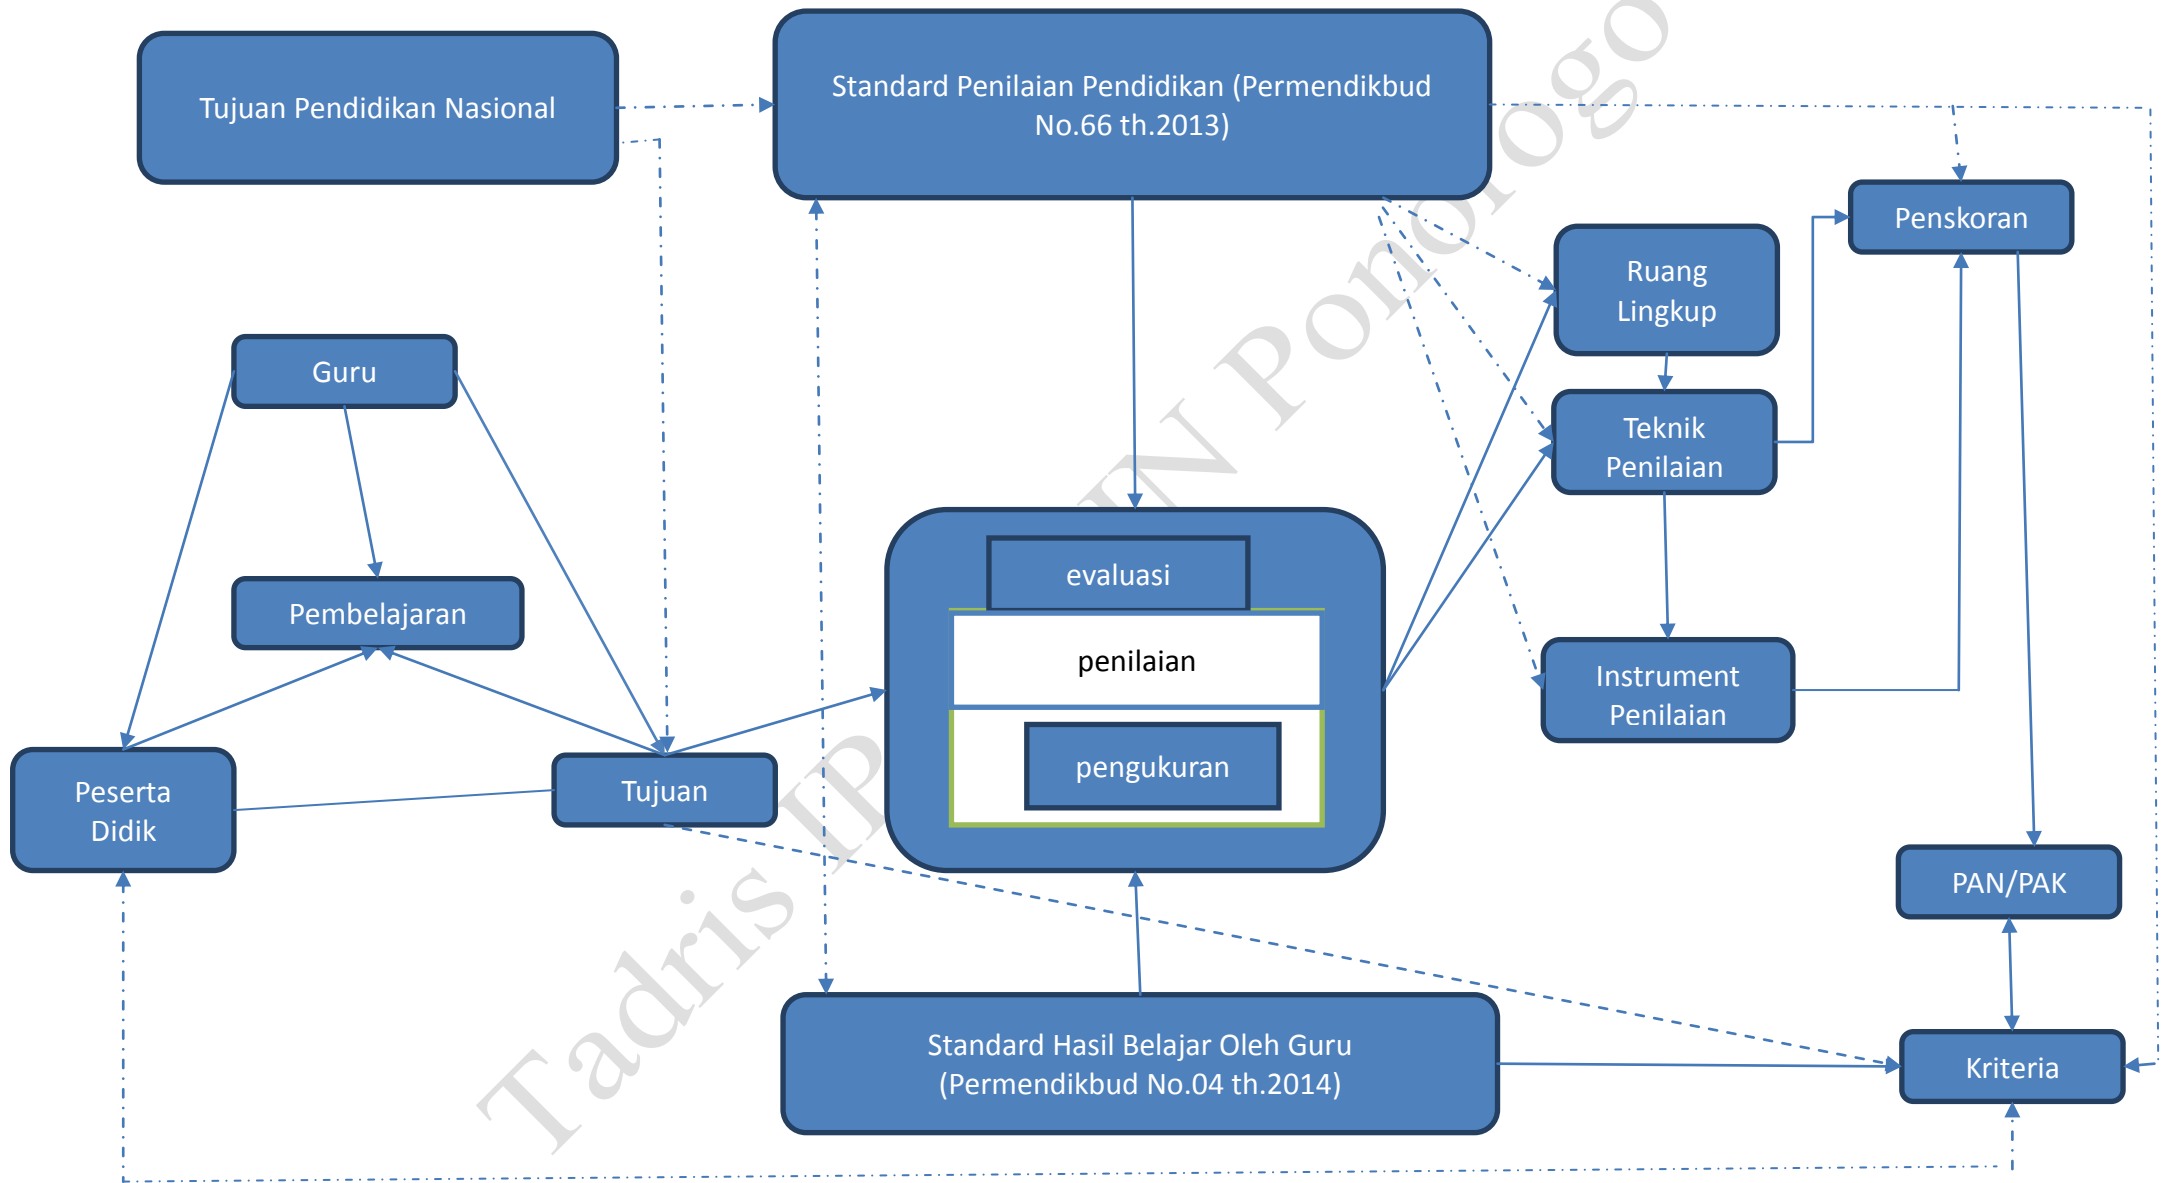 Tujuan Pendidikan Nasional
Standard Penilaian Pendidikan (Permendikbud
No.66 th.2013)
Penskoran
Ruang
Lingkup
Guru
Teknik
Penilaian
evaluasi
Pembelajaran
penilaian
Instrument
Penilaian
pengukuran
Peserta
Didik
Tujuan
PAN/PAK
Standard Hasil Belajar Oleh Guru
(Permendikbud No.04 th.2014)
Kriteria
Tadris IP
IN Ponorogo